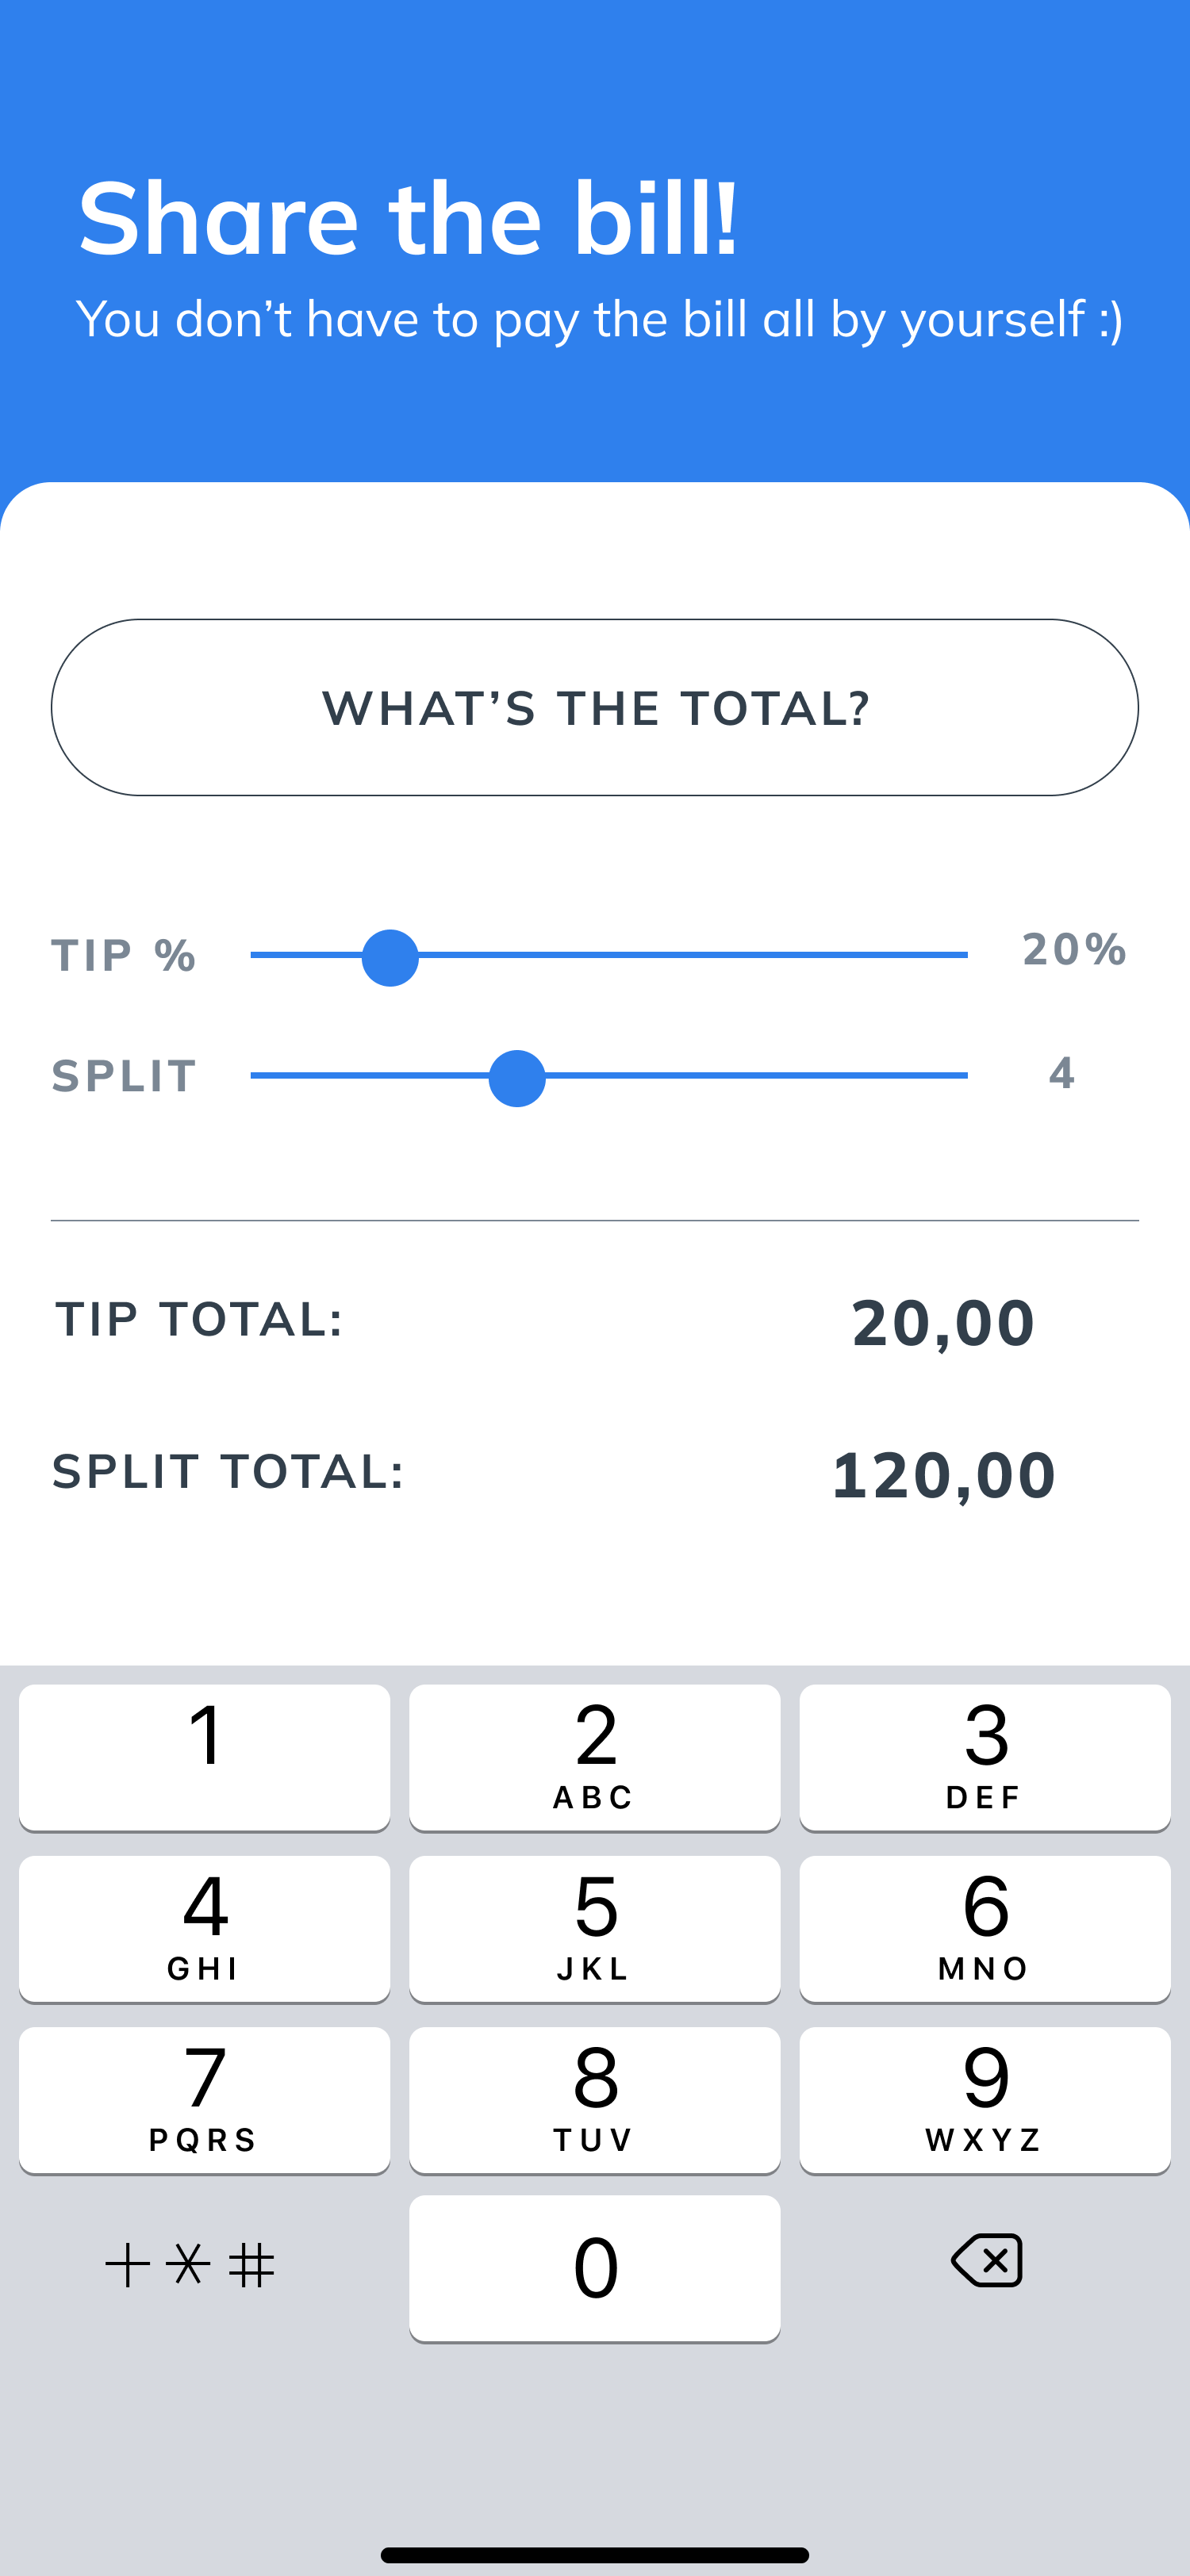 Share the bill!
You don’t have to pay the bill all by yourself :)
WHAT’S THE TOTAL?
TIP % 20%
SPLIT 4
TIP TOTAL: 20,00
SPLIT TOTAL: 120,00
1 2 3
ABC DEF
4 5 6
GHI JKL MNO
7 8 9
PQRS TUV WXYZ
+ * # 0